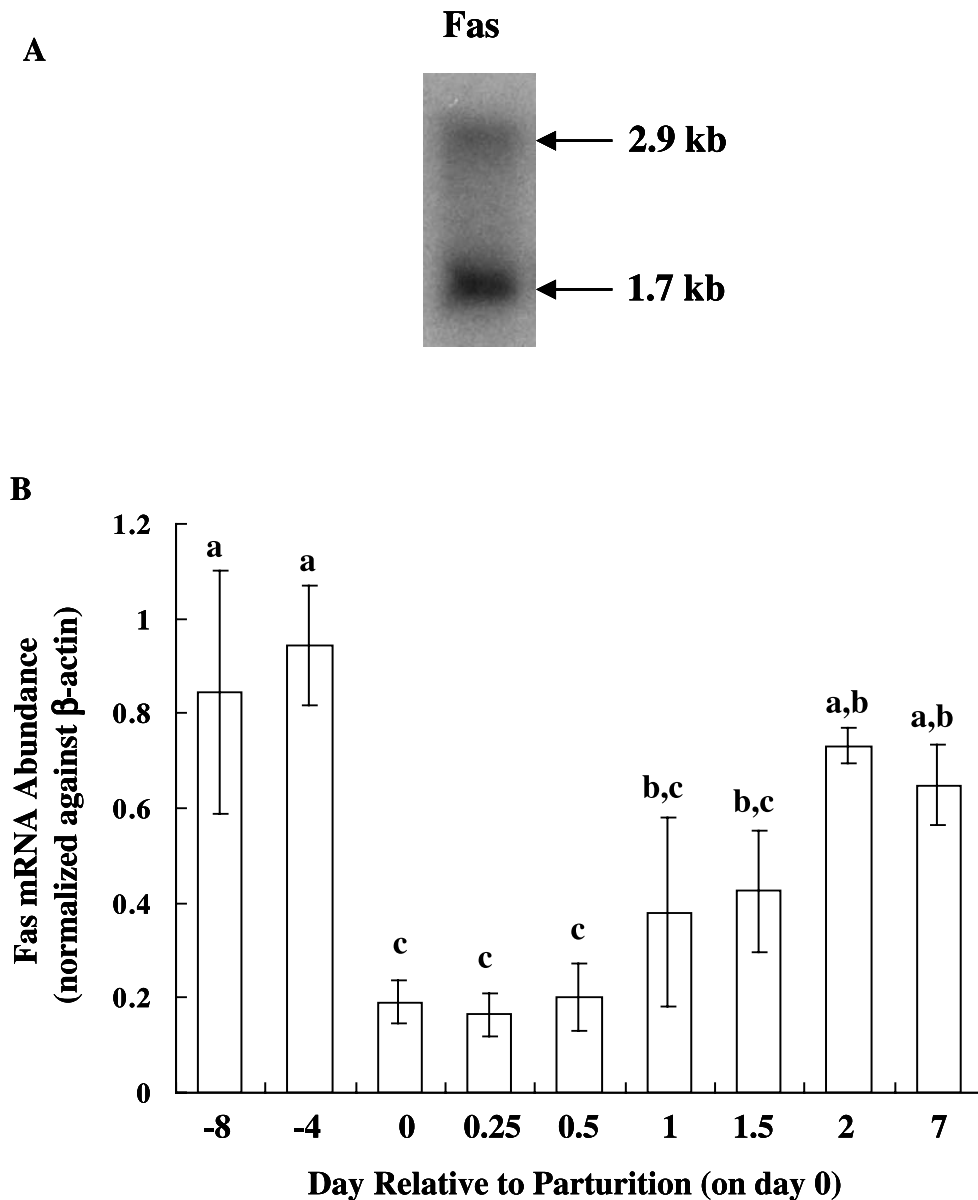 A
Fas
2.9 kb
1.7 kb
B
1.2
1
0.8
0.6
0.4
0.2
0
Fas mRNA Abundance
(normalized against β-actin)
a
a
c
c
c
b,c
b,c
a,b
a,b
-8 -4 0 0.25 0.5 1 1.5 2 7
Day Relative to Parturition (on day 0)